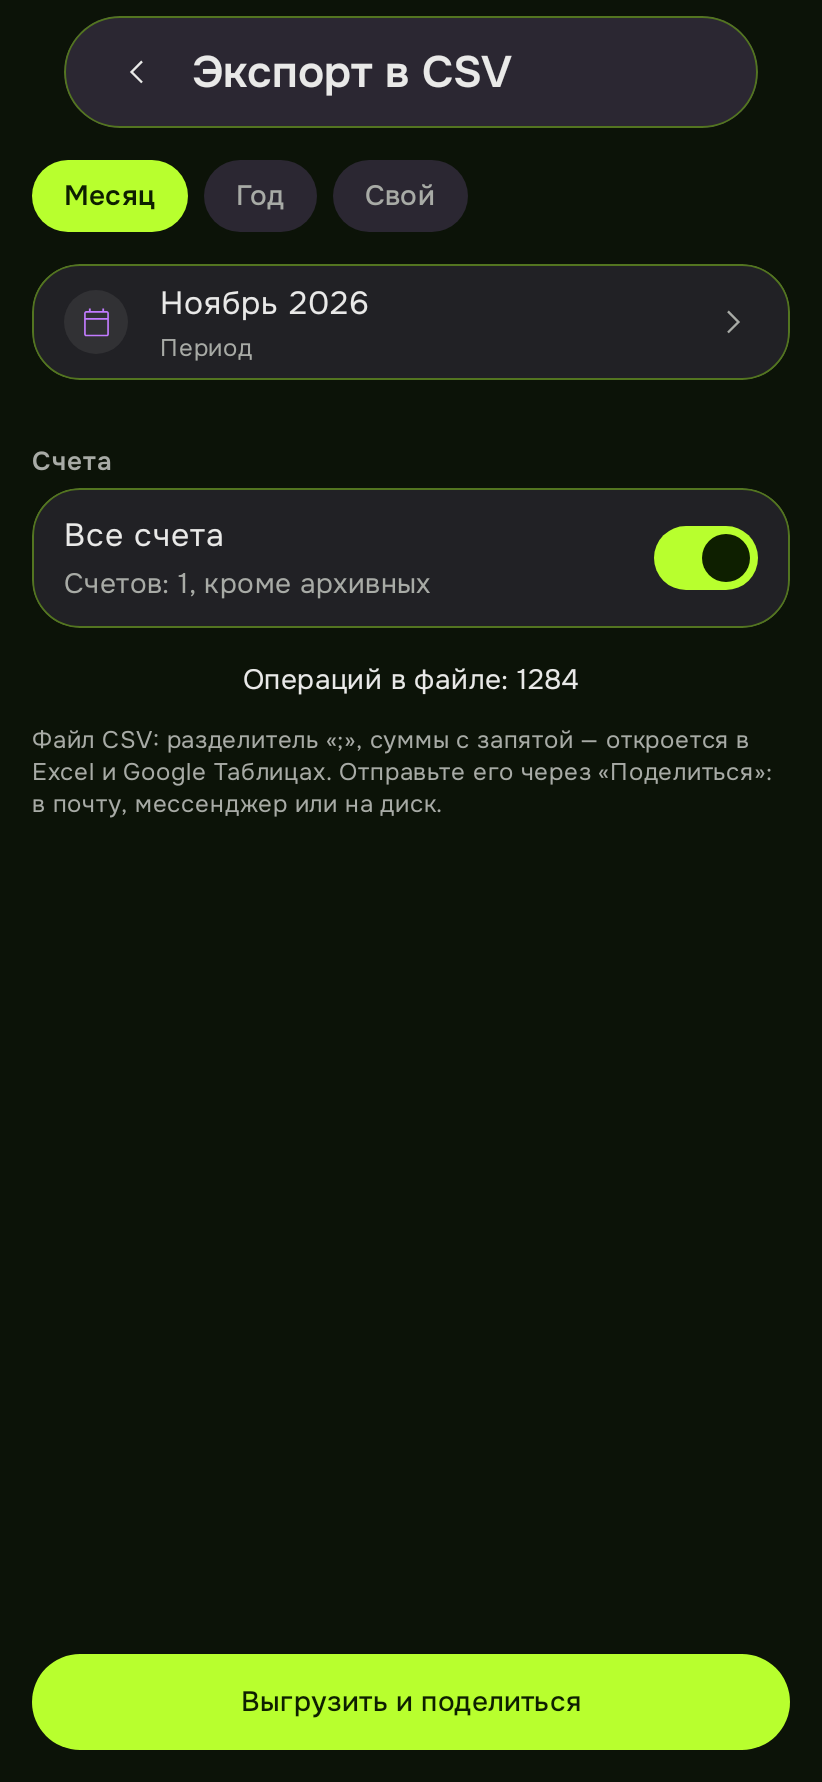 Экспорт в CSV
Месяц Год Свой
Ноябрь 2026
Период
Счета
Все счета
Счетов: 1, кроме архивных
Операций в файле: 1284
Файл CSV: разделитель «;», суммы с запятой — откроется в
Excel и Google Таблицах. Отправьте его через «Поделиться»:
в почту, мессенджер или на диск.
Выгрузить и поделиться